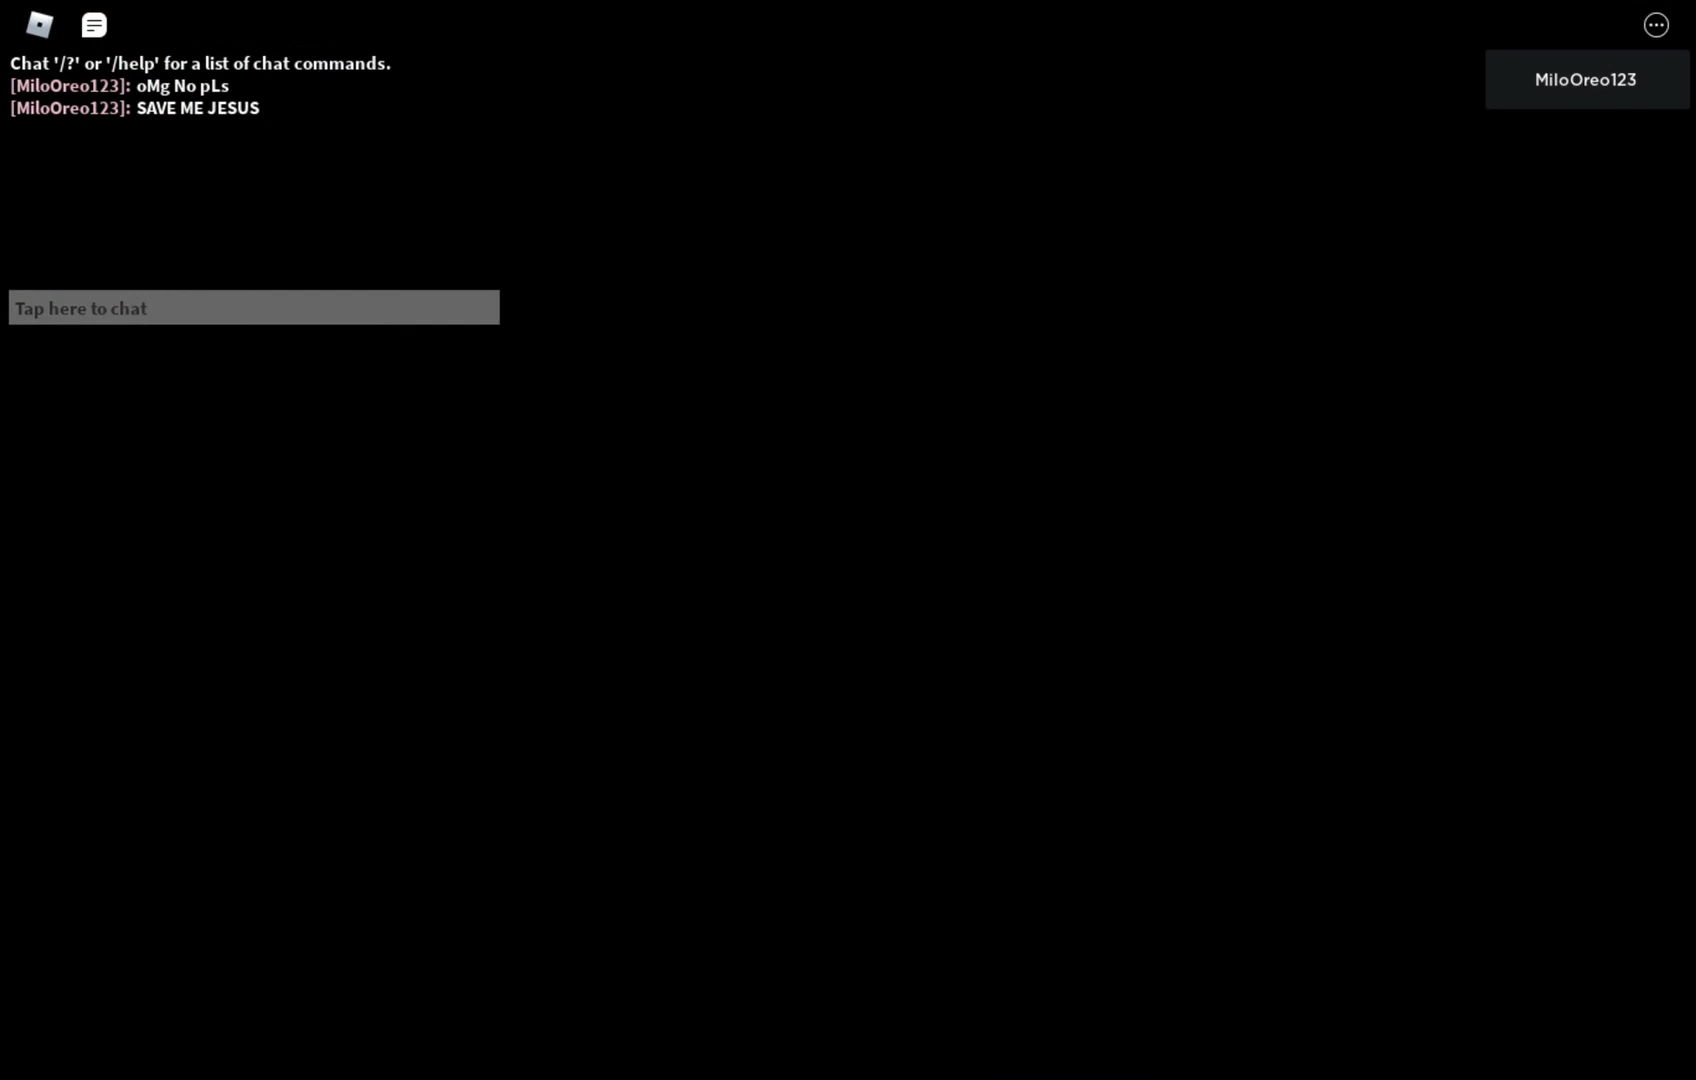 Chat '/?' or '/help' for a list of chat commands.
[MiloOreo123]: oMg No pLs
[MiloOreo123]: SAVE ME JESUS
MiloOreo123
Tap here to chat